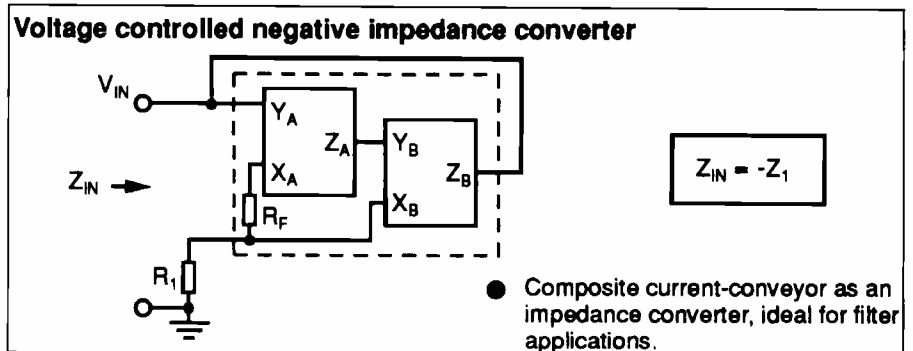 Voltage controlled negative impedance converter
V_IN
Y_A
Z_A
Y_B
Z_B
X_A
X_B
Z_IN
R_F
R_1
Z_IN = -Z_1
● Composite current-conveyor as an
impedance converter, ideal for filter
applications.